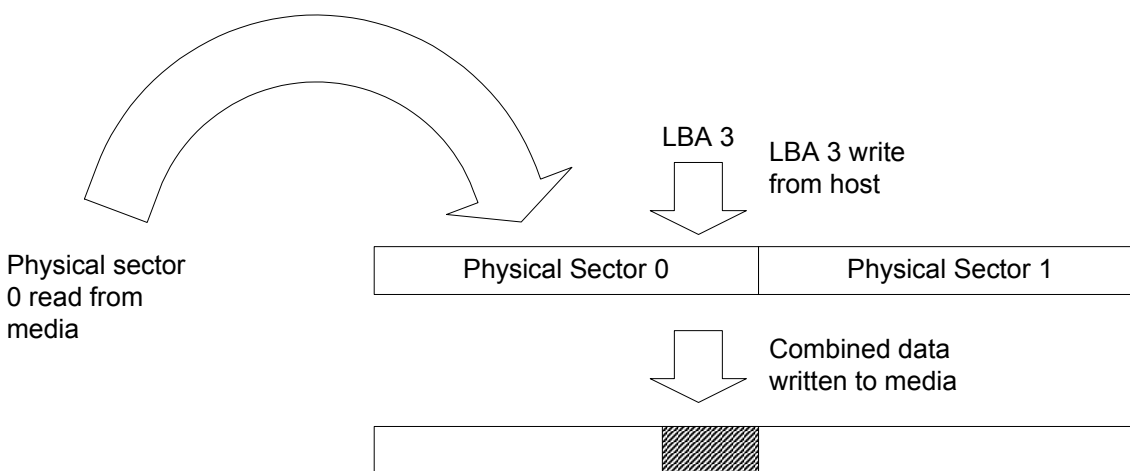 LBA 3
LBA 3 write
from host
Physical sector
0 read from
media
Physical Sector 0
Physical Sector 1
Combined data
written to media